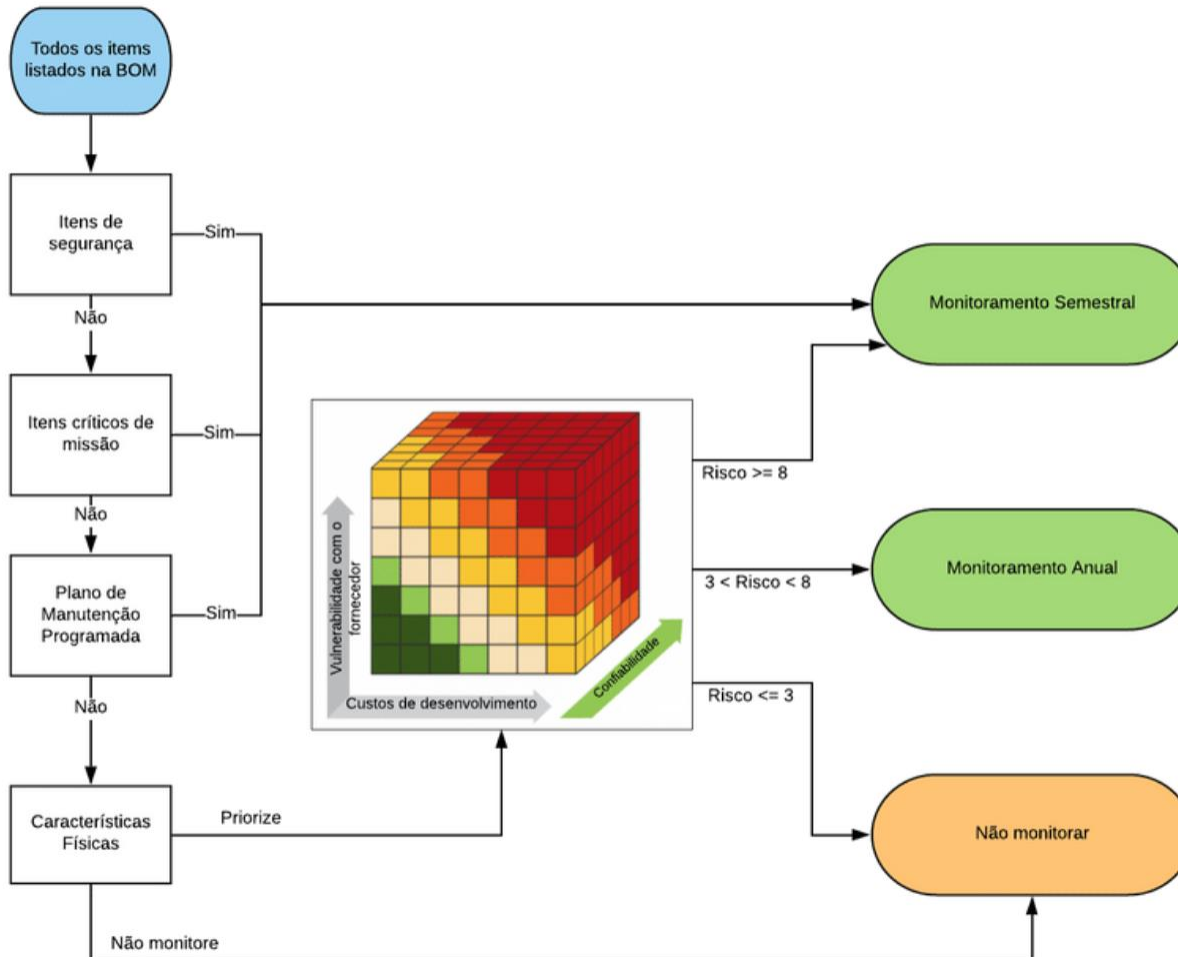 Todos os items
listados na BOM
Itens de
segurança
Sim
Não
Monitoramento Semestral
Itens críticos de
missão
Sim
Não
Risco >= 8
Vulnerabilidade com o
fornecedor
Custos de desenvolvimento
Confiabilidade
3 < Risco < 8
Monitoramento Anual
Plano de
Manutenção
Programada
Sim
Não
Risco <= 3
Características
Físicas
Priorize
Não monitorar
Não monitore